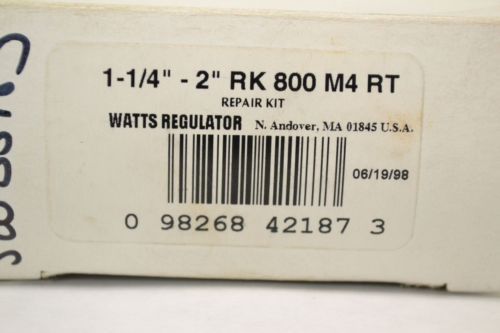 1-1/4" - 2" RK 800 M4 RT
REPAIR KIT
WATTS REGULATOR N. Andover, MA 01845 U.S.A.
06/19/98
0 98268 42187 3